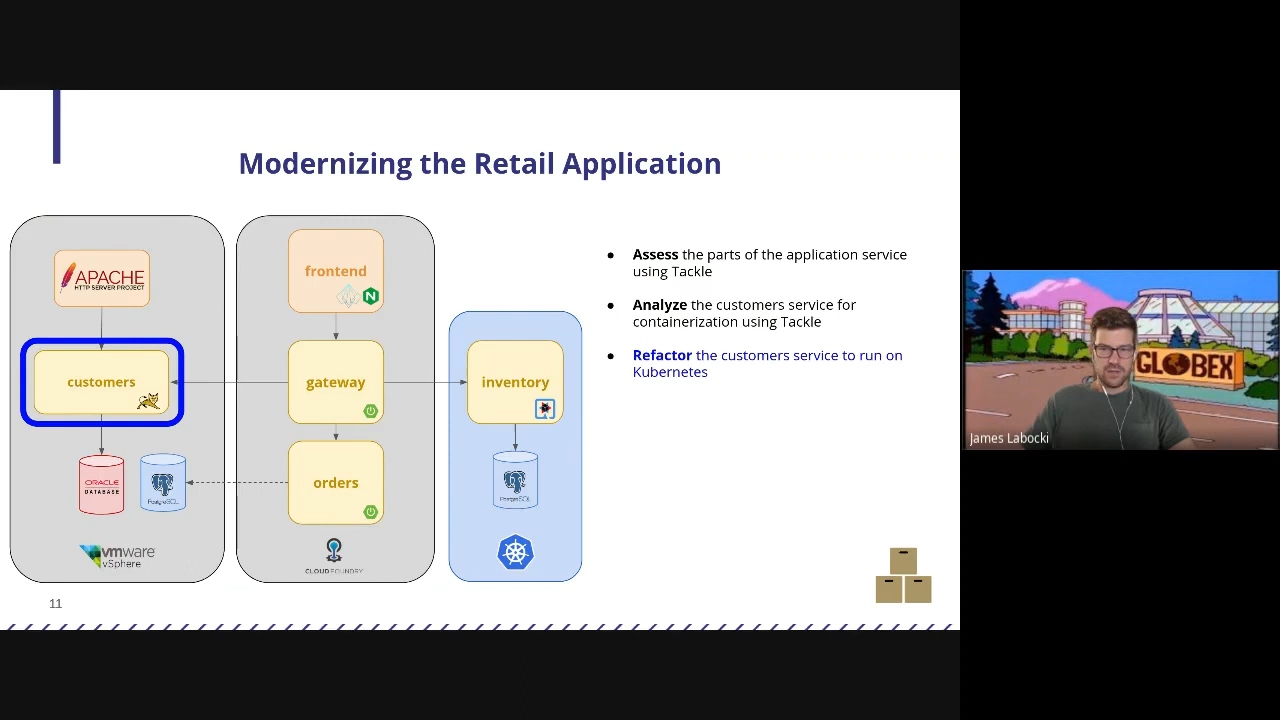 Modernizing the Retail Application
APACHE
HTTP SERVER PROJECT
customers
ORACLE
DATABASE
PostgreSQL
vmware
vSphere
frontend
N
gateway
orders
CLOUD FOUNDRY
inventory
PostgreSQL
● Assess the parts of the application service
using Tackle
● Analyze the customers service for
containerization using Tackle
● Refactor the customers service to run on
Kubernetes
11
GLOBEX
James Labocki